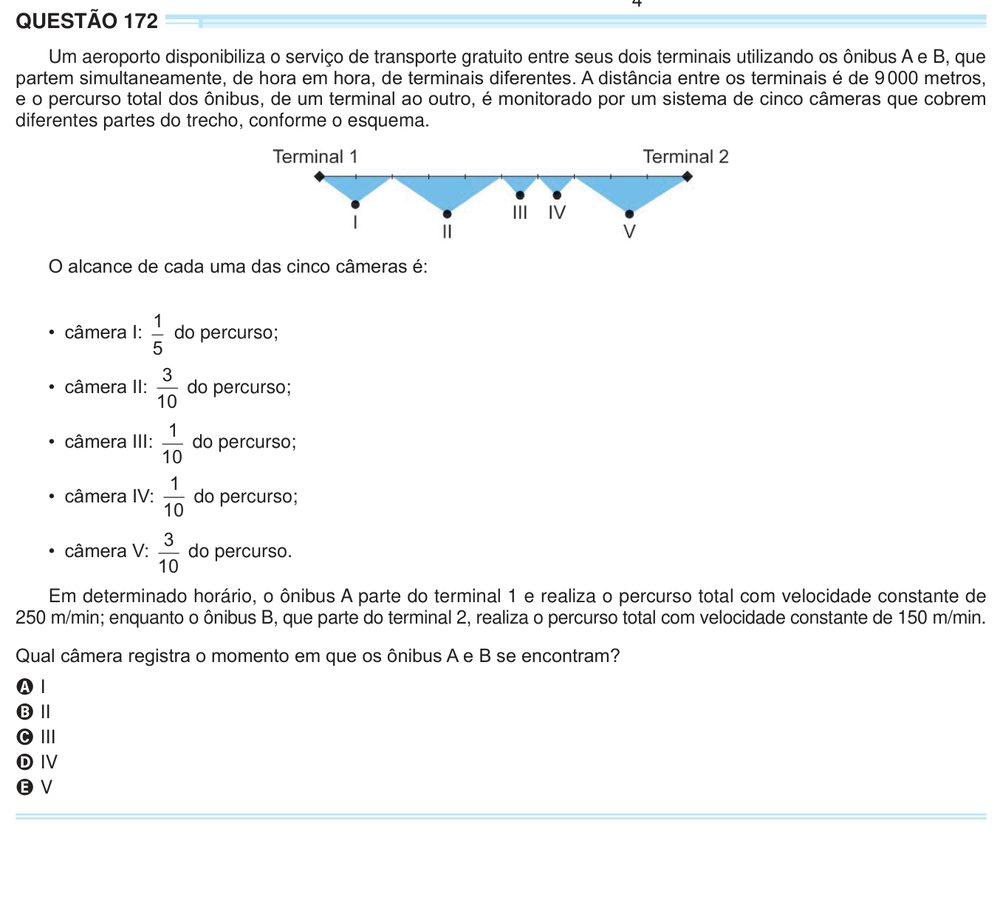 4
QUESTÃO 172
Um aeroporto disponibiliza o serviço de transporte gratuito entre seus dois terminais utilizando os ônibus A e B, que
partem simultaneamente, de hora em hora, de terminais diferentes. A distância entre os terminais é de 9 000 metros,
e o percurso total dos ônibus, de um terminal ao outro, é monitorado por um sistema de cinco câmeras que cobrem
diferentes partes do trecho, conforme o esquema.
Terminal 1 Terminal 2
I II III IV V
O alcance de cada uma das cinco câmeras é:
• câmera I: 1/5 do percurso;
• câmera II: 3/10 do percurso;
• câmera III: 1/10 do percurso;
• câmera IV: 1/10 do percurso;
• câmera V: 3/10 do percurso.
Em determinado horário, o ônibus A parte do terminal 1 e realiza o percurso total com velocidade constante de
250 m/min; enquanto o ônibus B, que parte do terminal 2, realiza o percurso total com velocidade constante de 150 m/min.
Qual câmera registra o momento em que os ônibus A e B se encontram?
A I
B II
C III
D IV
E V